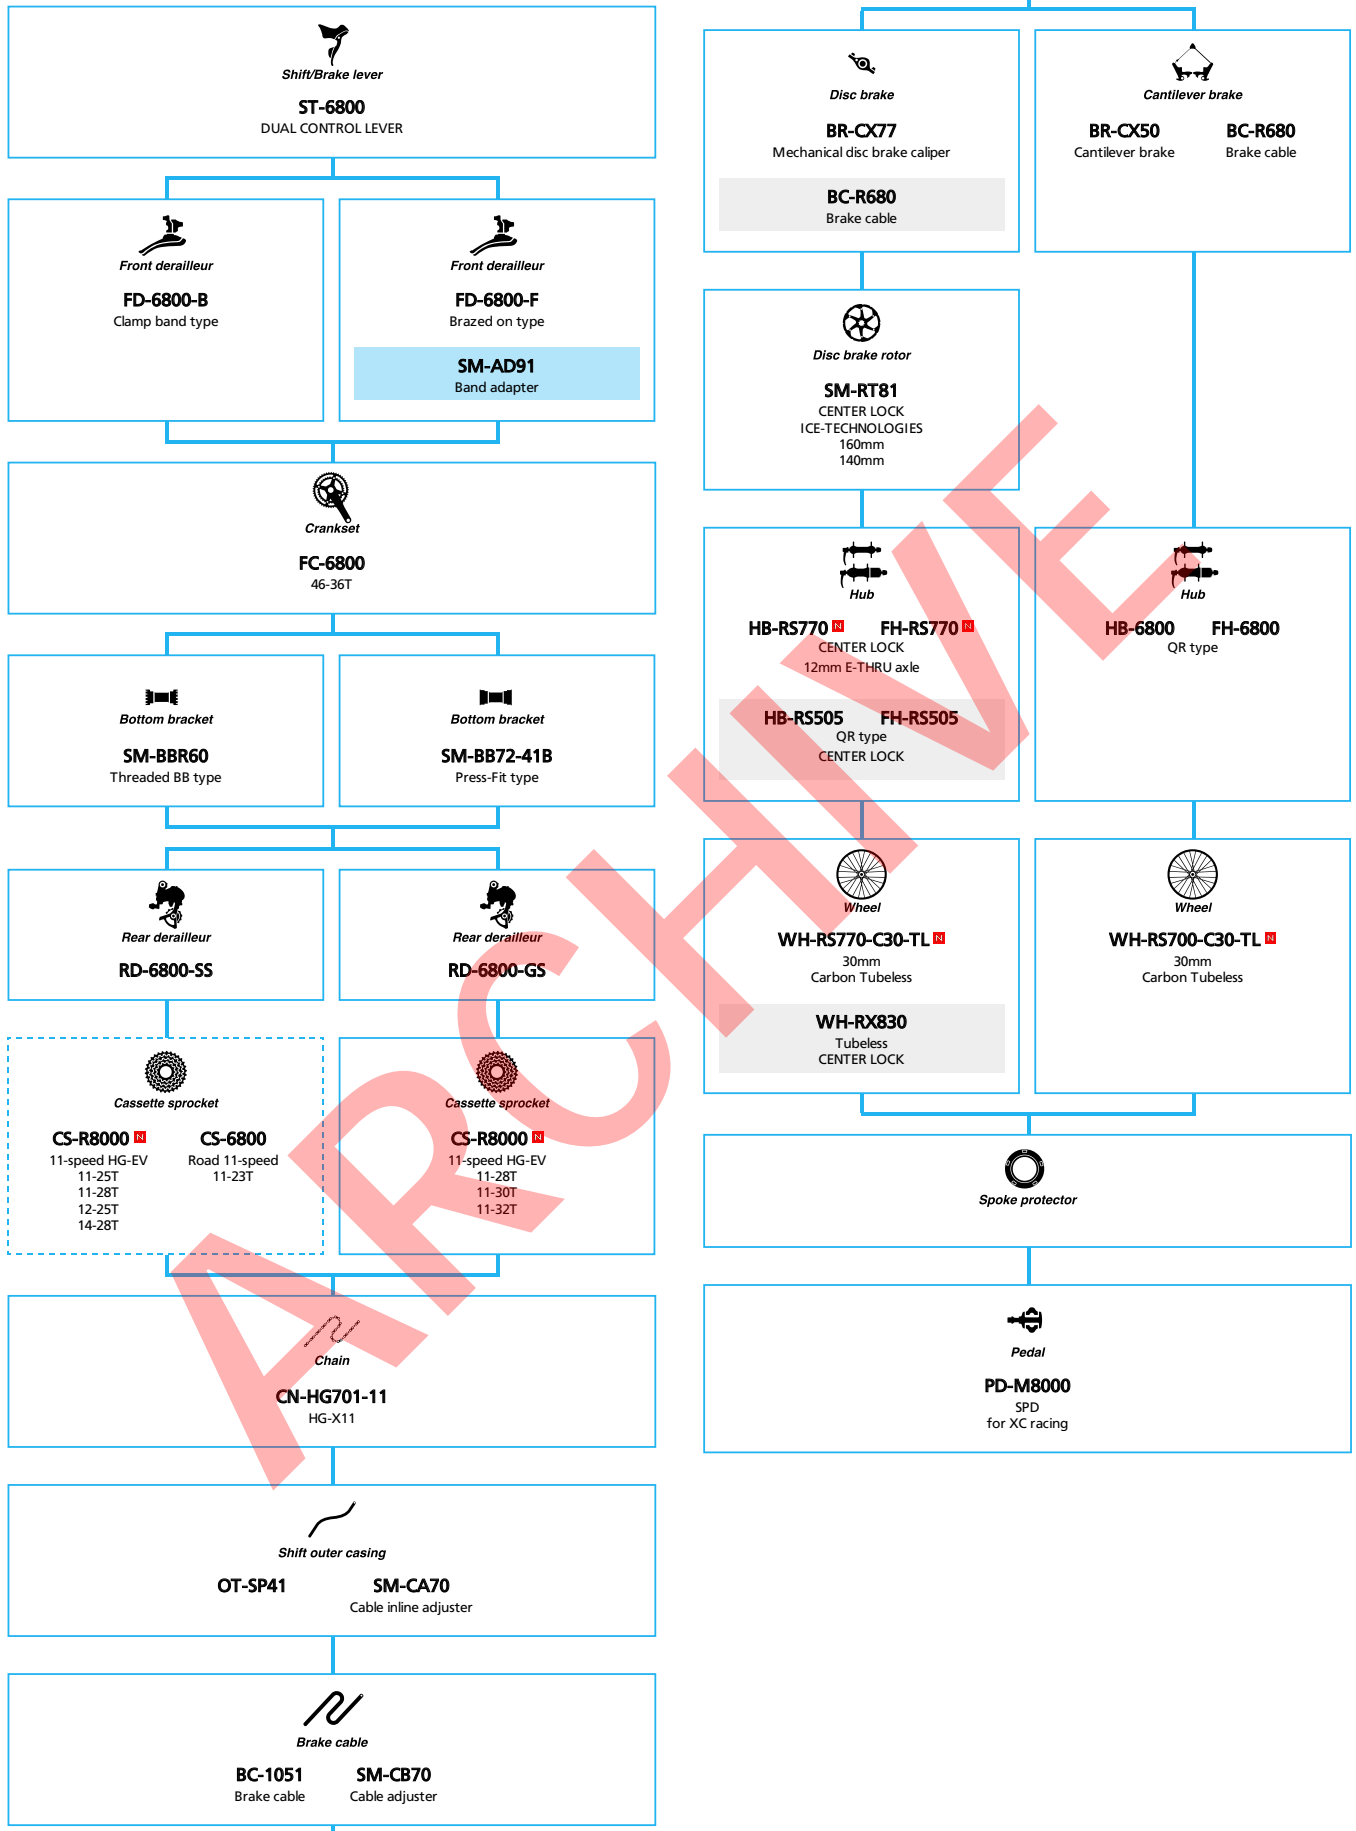 Shift/Brake lever
ST-6800
DUAL CONTROL LEVER
Front derailleur
FD-6800-B
Clamp band type
Front derailleur
FD-6800-F
Brazed on type
SM-AD91
Band adapter
Crankset
FC-6800
46-36T
Bottom bracket
SM-BBR60
Threaded BB type
Bottom bracket
SM-BB72-41B
Press-Fit type
Rear derailleur
RD-6800-SS
Rear derailleur
RD-6800-GS
Cassette sprocket
CS-R8000 N
11-speed HG-EV
11-25T
11-28T
12-25T
14-28T
CS-6800
Road 11-speed
11-23T
Cassette sprocket
CS-R8000 N
11-speed HG-EV
11-28T
11-30T
11-32T
Chain
CN-HG701-11
HG-X11
Shift outer casing
OT-SP41
SM-CA70
Cable inline adjuster
Brake cable
BC-1051
Brake cable
SM-CB70
Cable adjuster
Disc brake
BR-CX77
Mechanical disc brake caliper
BC-R680
Brake cable
Cantilever brake
BR-CX50
Cantilever brake
BC-R680
Brake cable
Disc brake rotor
SM-RT81
CENTER LOCK
ICE-TECHNOLOGIES
160mm
140mm
Hub
HB-RS770 N FH-RS770 N
CENTER LOCK
12mm E-THRU axle
HB-RS505 FH-RS505
QR type
CENTER LOCK
Hub
HB-6800 FH-6800
QR type
Wheel
WH-RS770-C30-TL N
30mm
Carbon Tubeless
WH-RX830
Tubeless
CENTER LOCK
Wheel
WH-RS700-C30-TL N
30mm
Carbon Tubeless
Spoke protector
Pedal
PD-M8000
SPD
for XC racing
ARCHIVE